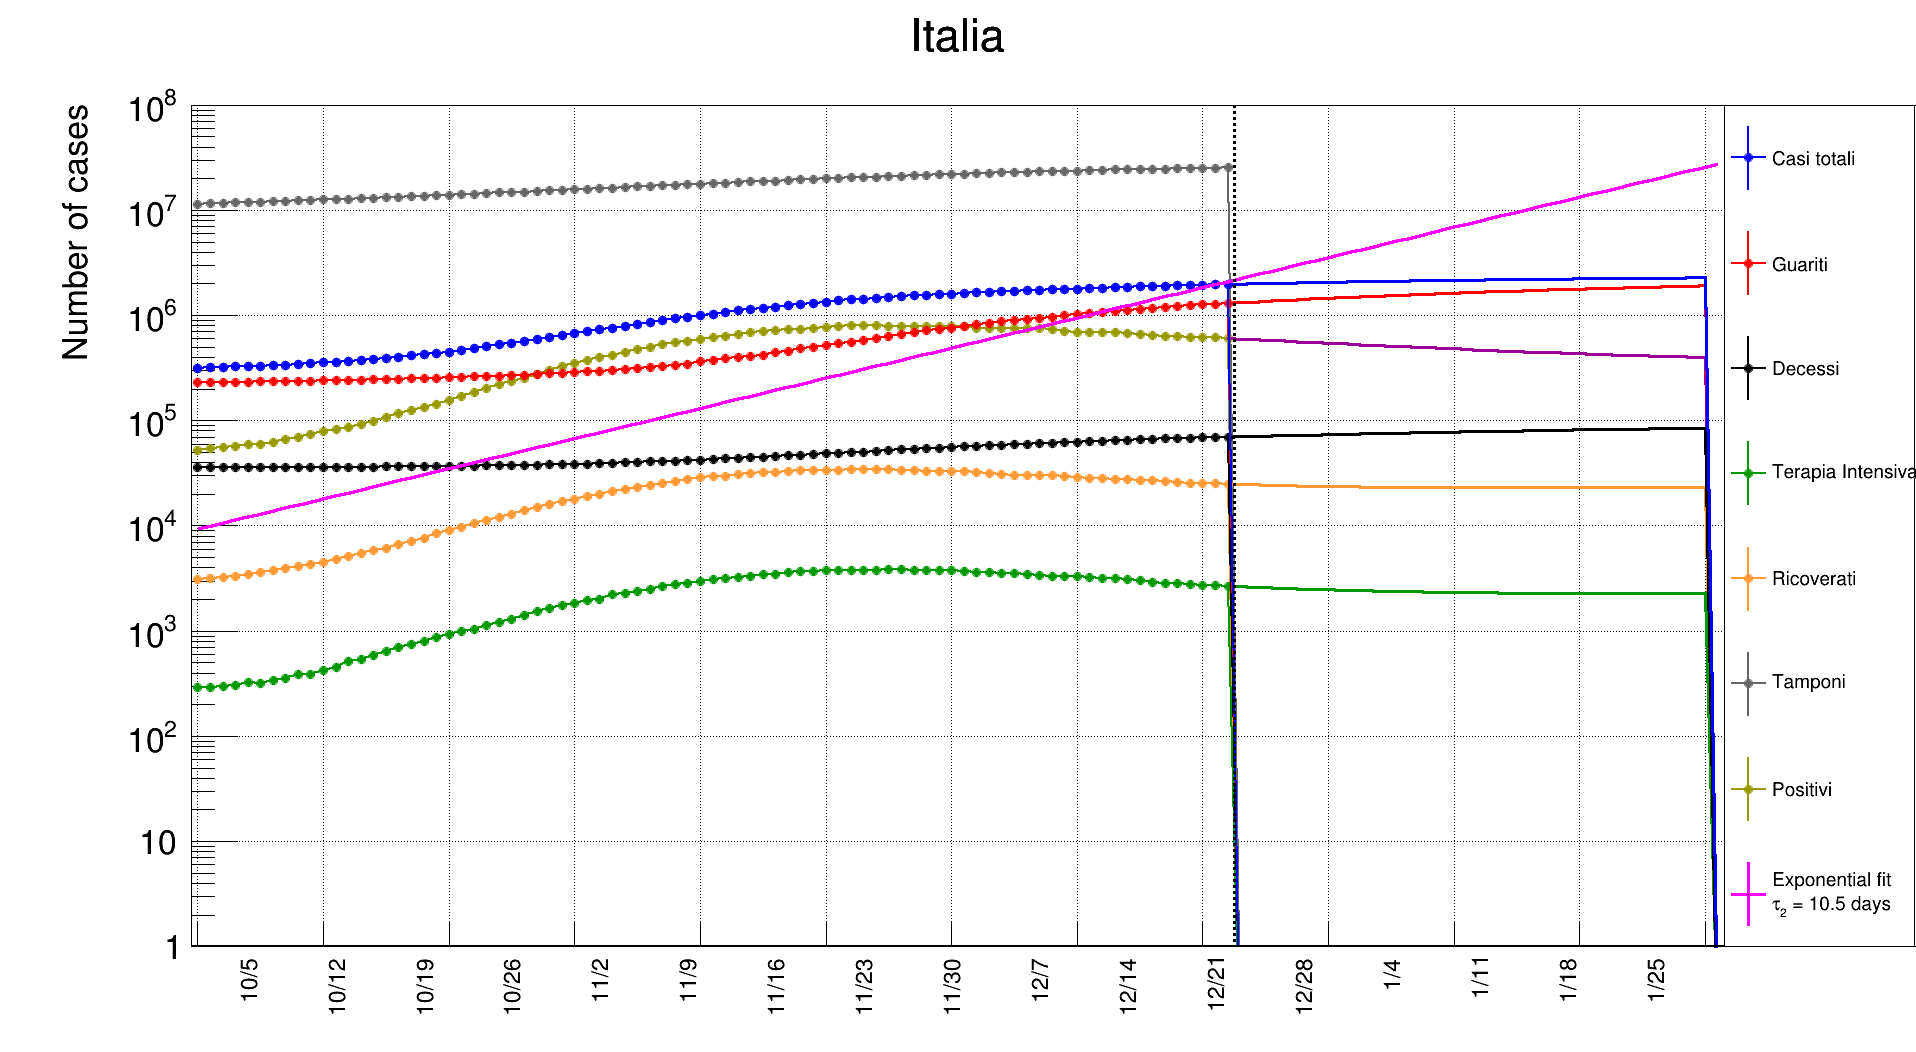 Italia
Number of cases
10^8
10^7
10^6
10^5
10^4
10^3
10^2
10
1
10/5
10/12
10/19
10/26
11/2
11/9
11/16
11/23
11/30
12/7
12/14
12/21
12/28
1/4
1/11
1/18
1/25
Casi totali
Guariti
Decessi
Terapia Intensiva
Ricoverati
Tamponi
Positivi
Exponential fit
τ₂ = 10.5 days